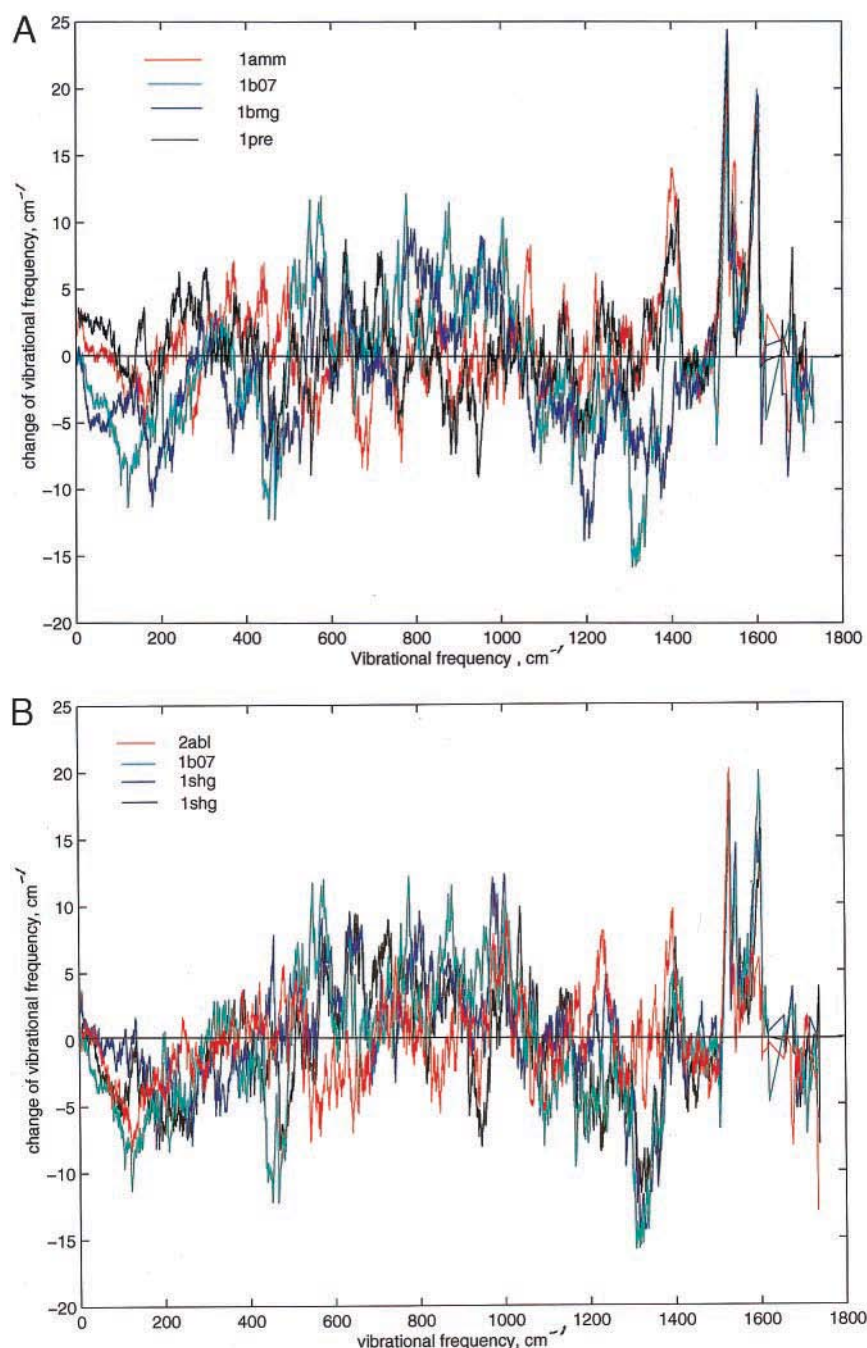 A
25
20
15
10
5
0
−5
−10
−15
−20
1amm
1b07
1bmg
1pre
change of vibrational frequency, cm⁻¹
0 200 400 600 800 1000 1200 1400 1600 1800
Vibrational frequency , cm⁻¹
B
25
20
15
10
5
0
−5
−10
−15
−20
2abl
1b07
1shg
1shg
change of vibrational frequency, cm⁻¹
0 200 400 600 800 1000 1200 1400 1600 1800
vibrational frequency, cm⁻¹